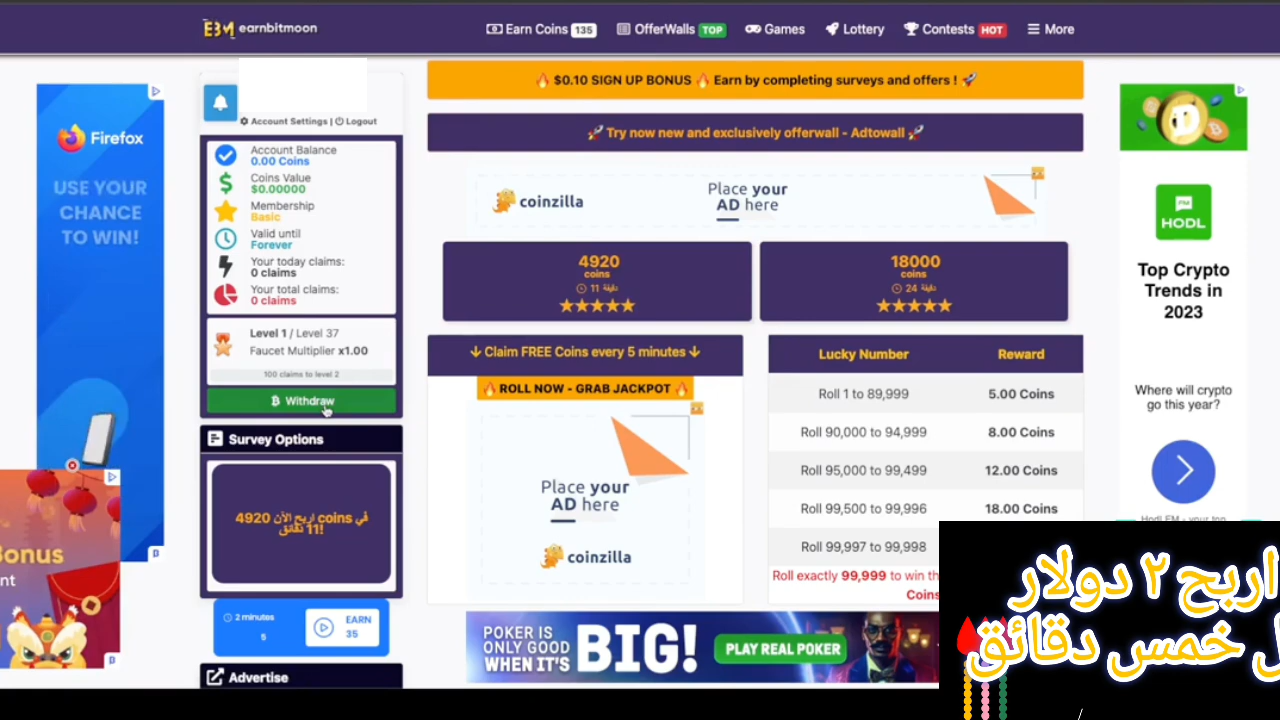 EBM earnbitmoon
Earn Coins 135
OfferWalls TOP
Games
Lottery
Contests HOT
More
Firefox
USE YOUR
CHANCE
TO WIN!
Account Settings | Logout
Account Balance
0.00 Coins
Coins Value
$0.00000
Membership
Basic
Valid until
Forever
Your today claims:
0 claims
Your total claims:
0 claims
Level 1 / Level 37
Faucet Multiplier x1.00
100 claims to level 2
Withdraw
Survey Options
في coins اربح الآن 4920
11 دقائق!
2 minutes
5
EARN
35
Advertise
onus
nt
🔥 $0.10 SIGN UP BONUS 🔥 Earn by completing surveys and offers ! 🚀
🚀 Try now new and exclusively offerwall - Adtowall 🚀
coinzilla
Place your
AD here
4920
coins
11 دقيقة
18000
coins
24 دقيقة
Claim FREE Coins every 5 minutes
🔥 ROLL NOW - GRAB JACKPOT 🔥
Place your
AD here
coinzilla
Lucky Number Reward
Roll 1 to 89,999 5.00 Coins
Roll 90,000 to 94,999 8.00 Coins
Roll 95,000 to 99,499 12.00 Coins
Roll 99,500 to 99,996 18.00 Coins
Roll 99,997 to 99,998
Roll exactly 99,999 to win th
Coins
POKER IS
ONLY GOOD
WHEN IT'S
BIG!
PLAY REAL POKER
HODL
Top Crypto
Trends in
2023
Where will crypto
go this year?
اربح ٢ دولار
ل خمس دقائق